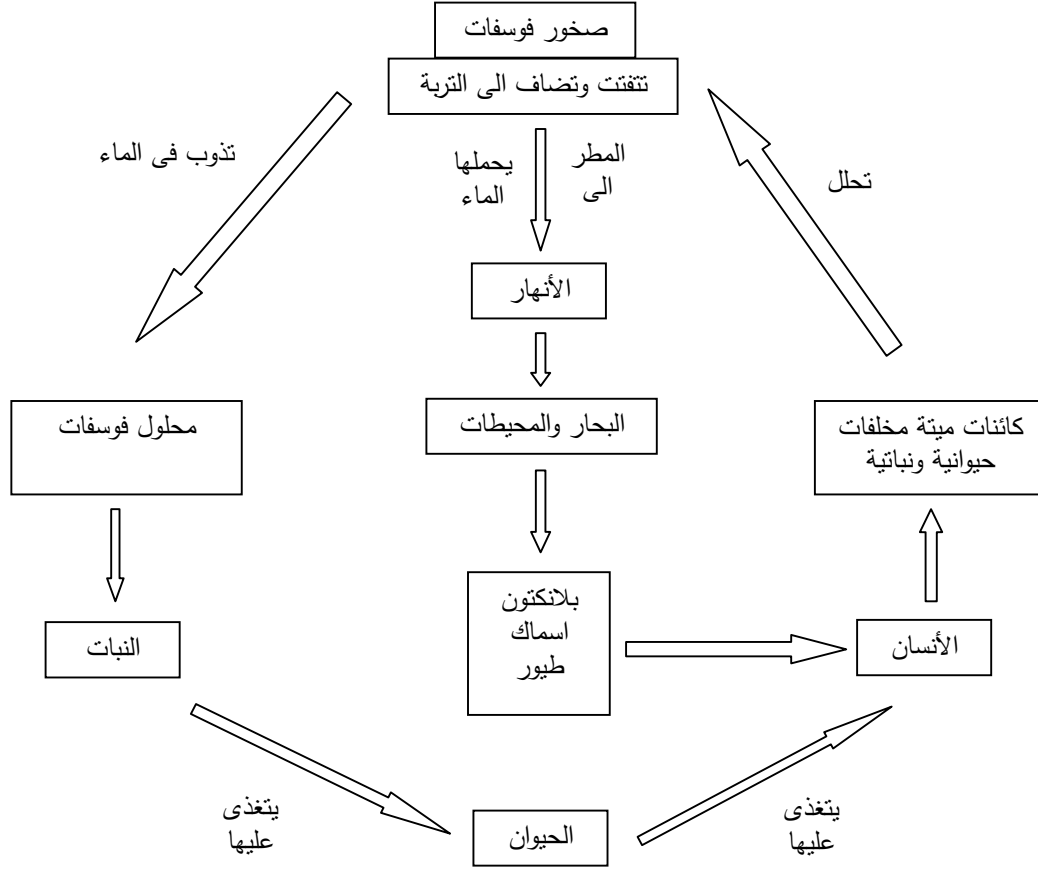 صخور فوسفات
تتفتت وتضاف الى التربة
تذوب فى الماء
المطر
الى
يحملها
الماء
تحلل
الأنهار
البحار والمحيطات
محلول فوسفات
كائنات ميتة مخلفات
حيوانية ونباتية
بلانكتون
اسماك
طيور
النبات
الأنسان
يتغذى
عليها
الحيوان
يتغذى
عليها